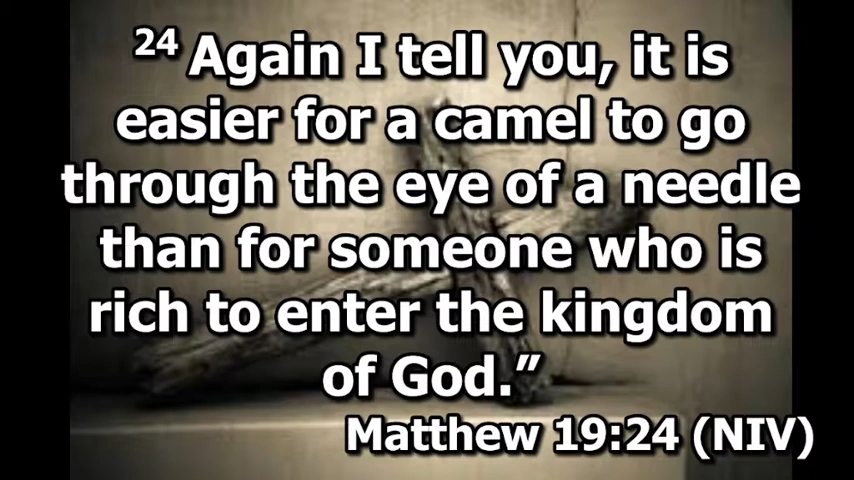 24 Again I tell you, it is
easier for a camel to go
through the eye of a needle
than for someone who is
rich to enter the kingdom
of God.”
Matthew 19:24 (NIV)